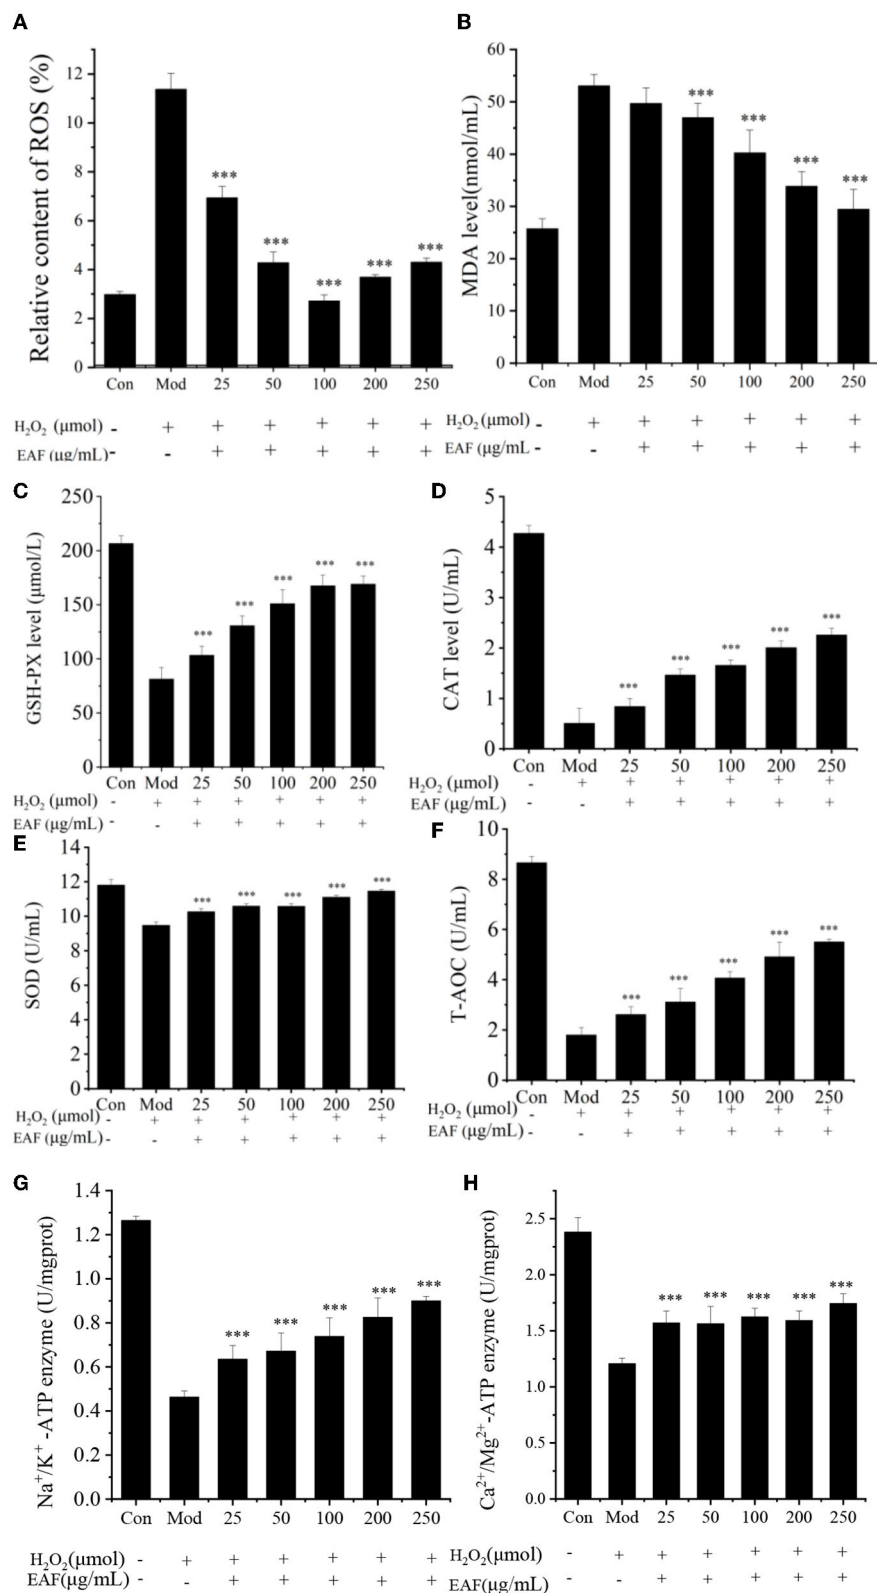 A
Relative content of ROS (%)
12
10
8
6
4
2
0
***
***
***
***
***
Con Mod 25 50 100 200 250
H₂O₂ (μmol) - + + + + + +
EAF (μg/mL) - - + + + + +
B
MDA level(nmol/mL)
60
50
40
30
20
10
0
***
***
***
***
Con Mod 25 50 100 200 250
H₂O₂ (μmol) - + + + + + +
EAF (μg/mL - - + + + + +
C
GSH-PX level (μmol/L)
250
200
150
100
50
0
***
***
***
***
***
Con Mod 25 50 100 200 250
H₂O₂ (μmol) - + + + + + +
EAF (μg/mL) - - + + + + +
D
CAT level (U/mL)
5
4
3
2
1
0
***
***
***
***
***
Con Mod 25 50 100 200 250
H₂O₂ (μmol) - + + + + + +
EAF (μg/mL) - - + + + + +
E
SOD (U/mL)
14
12
10
8
6
4
2
0
***
***
***
***
***
Con Mod 25 50 100 200 250
H₂O₂ (μmol) - + + + + + +
EAF (μg/mL) - - + + + + +
F
T-AOC (U/mL)
8
6
4
2
0
***
***
***
***
***
Con Mod 25 50 100 200 250
H₂O₂ (μmol) - + + + + + +
EAF (μg/mL) - - + + + + +
G
Na⁺/K⁺ -ATP enzyme (U/mgprot)
1.4
1.2
1.0
0.8
0.6
0.4
0.2
0.0
***
***
***
***
***
Con Mod 25 50 100 200 250
H₂O₂(μmol) - + + + + + +
EAF(μg/mL) - - + + + + +
H
Ca²⁺/Mg²⁺-ATP enzyme (U/mgprot)
2.5
2.0
1.5
1.0
0.5
0.0
***
***
***
***
***
Con Mod 25 50 100 200 250
H₂O₂(μmol) - + + + + + +
EAF(μg/mL) - - + + + + +